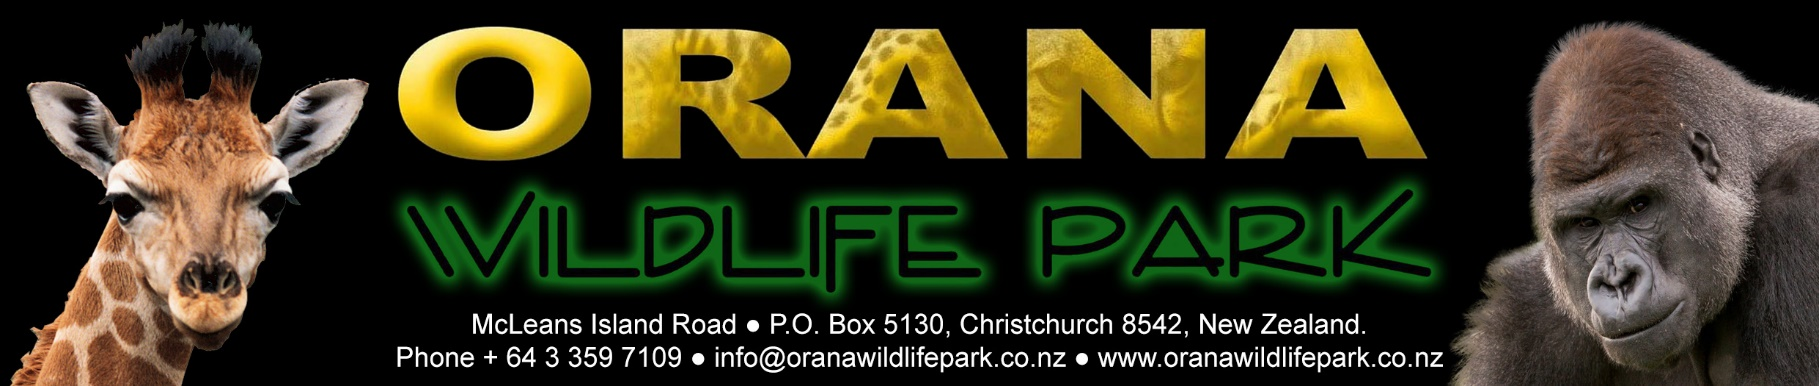 ORANA
WILDLIFE PARK
McLeans Island Road ● P.O. Box 5130, Christchurch 8542, New Zealand.
Phone + 64 3 359 7109 ● info@oranawildlifepark.co.nz ● www.oranawildlifepark.co.nz